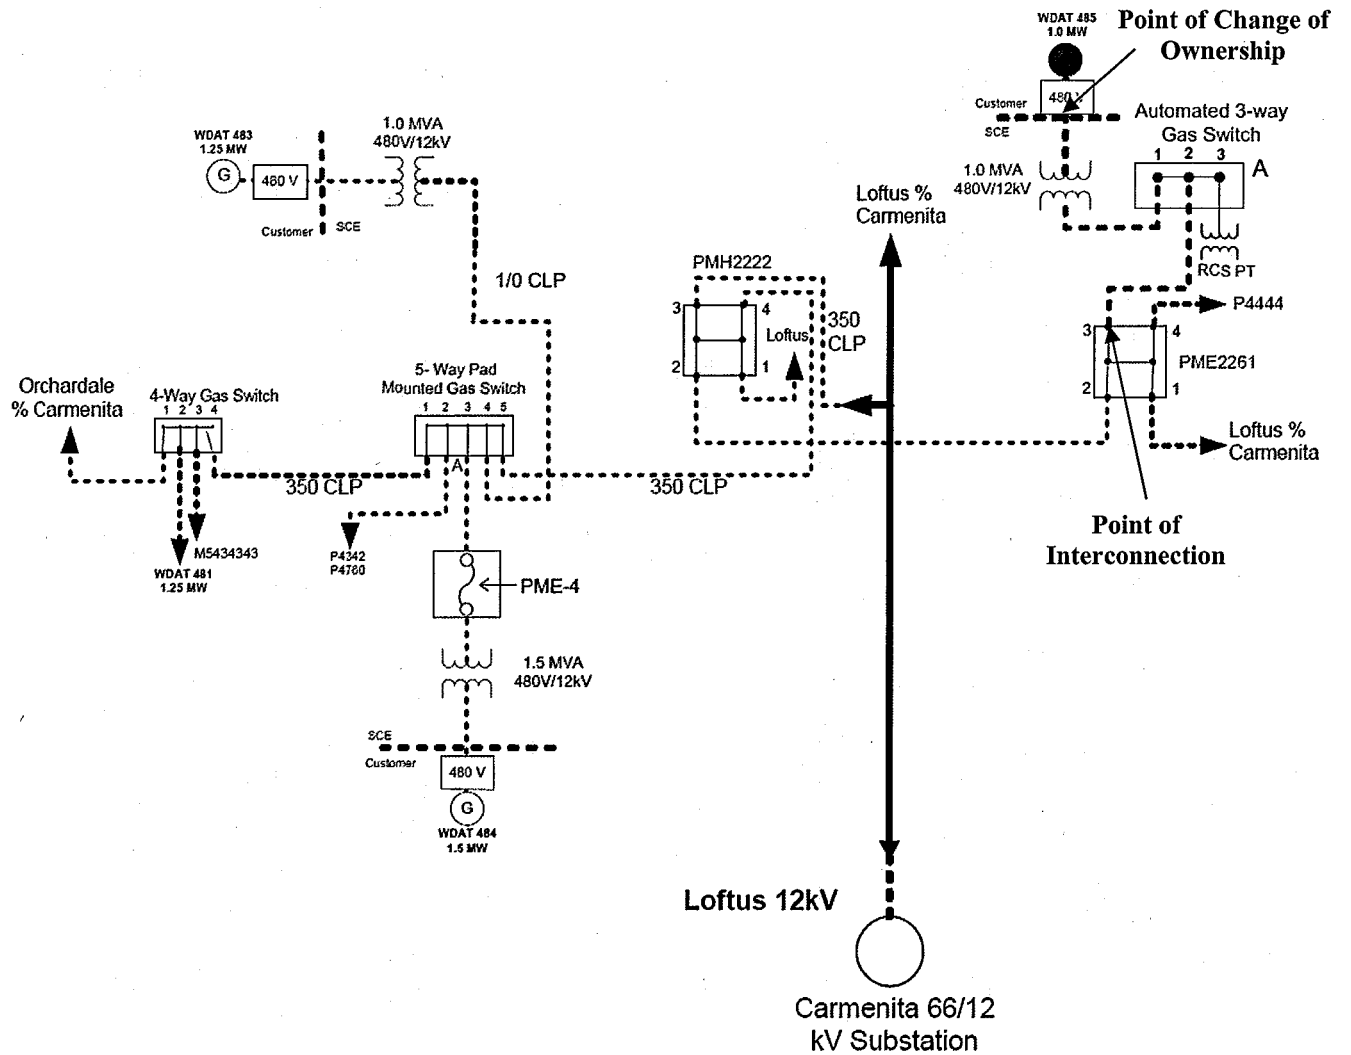 WDAT 485
1.0 MW
Point of Change of
Ownership
480 V
Customer
SCE
Automated 3-way
Gas Switch
1 2 3
A
1.0 MVA
480V/12kV
RCS PT
P4444
3
4
2
1
PME2261
Loftus %
Carmenita
Point of
Interconnection
WDAT 483
1.25 MW
G
480 V
1.0 MVA
480V/12kV
Customer
SCE
1/0 CLP
Loftus %
Carmenita
PMH2222
3
4
2
1
Loftus
350
CLP
Orchardale
% Carmenita
4-Way Gas Switch
1 2 3 4
5- Way Pad
Mounted Gas Switch
1 2 3 4 5
A
350 CLP
350 CLP
M5434343
WDAT 481
1.25 MW
P4342
P4760
PME-4
1.5 MVA
480V/12kV
SCE
Customer
480 V
G
WDAT 484
1.5 MW
Loftus 12kV
Carmenita 66/12
kV Substation